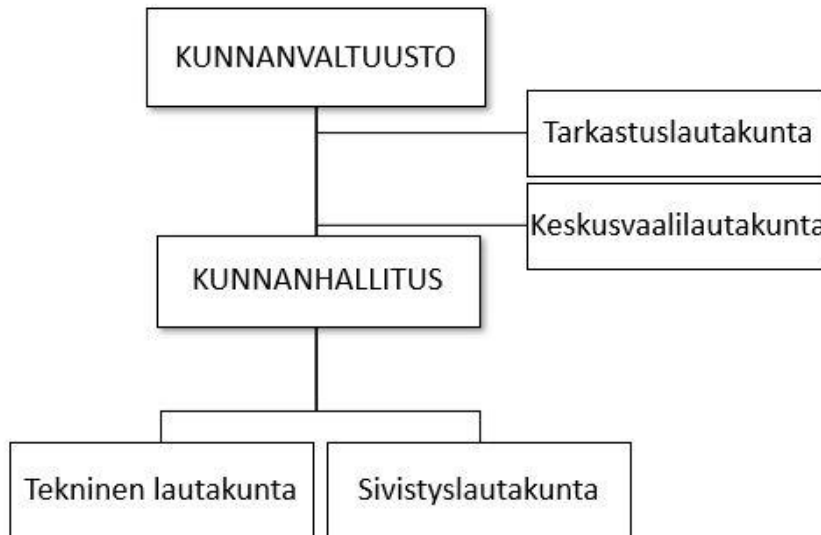 KUNNANVALTUUSTO
Tarkastuslautakunta
Keskusvaalilautakunta
KUNNANHALLITUS
Tekninen lautakunta
Sivistyslautakunta